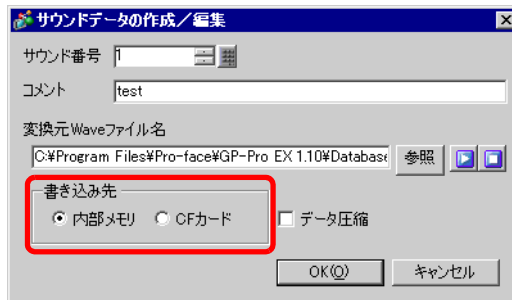 サウンドデータの作成／編集
サウンド番号 1
コメント test
変換元Waveファイル名
C:¥Program Files¥Pro-face¥GP-Pro EX 1.10¥Database 参照
書き込み先
内部メモリ CFカード データ圧縮
OK(O) キャンセル